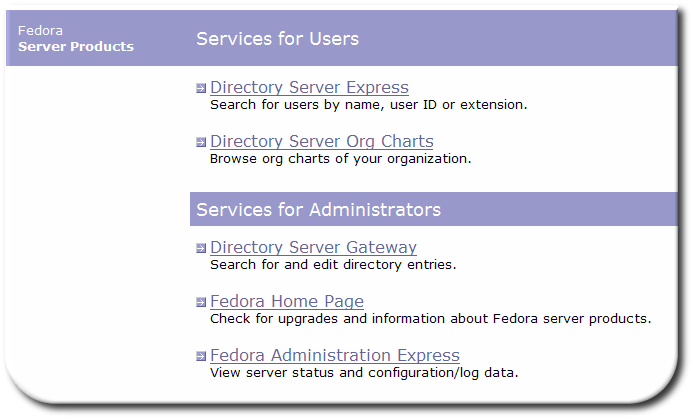 Fedora
Server Products
Services for Users
Directory Server Express
Search for users by name, user ID or extension.
Directory Server Org Charts
Browse org charts of your organization.
Services for Administrators
Directory Server Gateway
Search for and edit directory entries.
Fedora Home Page
Check for upgrades and information about Fedora server products.
Fedora Administration Express
View server status and configuration/log data.